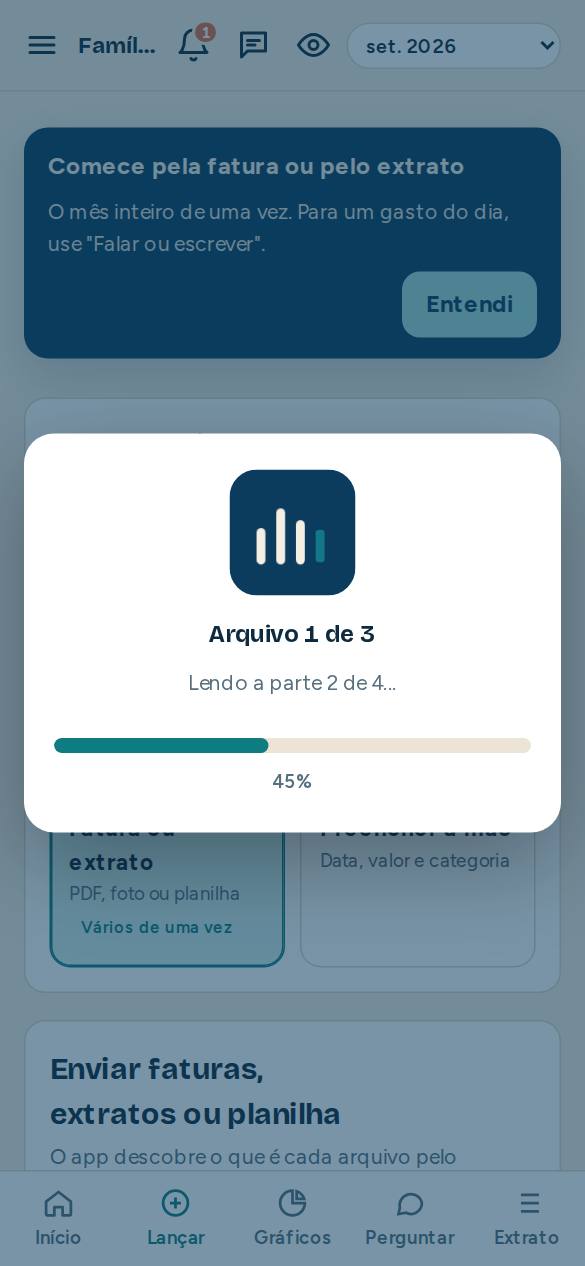 Famíl...
1
set. 2026
Comece pela fatura ou pelo extrato
O mês inteiro de uma vez. Para um gasto do dia,
use "Falar ou escrever".
Entendi
Arquivo 1 de 3
Lendo a parte 2 de 4...
45%
extrato
PDF, foto ou planilha
Vários de uma vez
Data, valor e categoria
Enviar faturas,
extratos ou planilha
O app descobre o que é cada arquivo pelo
Início
Lançar
Gráficos
Perguntar
Extrato